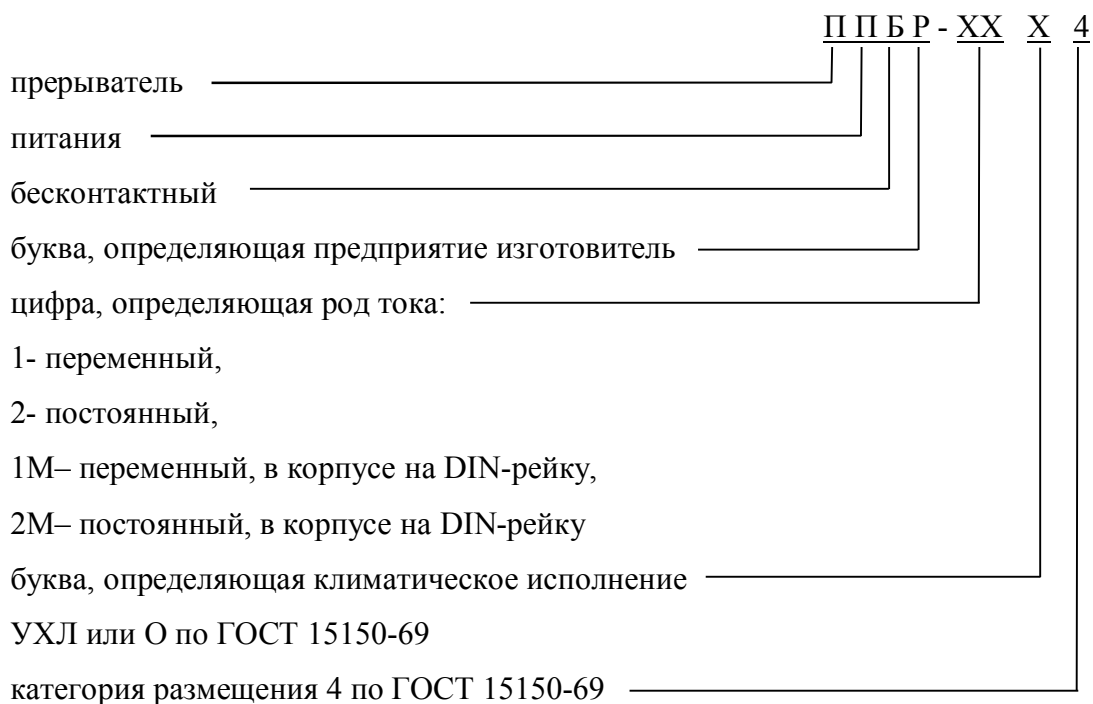 П П Б Р - ХХ Х 4
прерыватель
питания
бесконтактный
буква, определяющая предприятие изготовитель
цифра, определяющая род тока:
1- переменный,
2- постоянный,
1М– переменный, в корпусе на DIN-рейку,
2М– постоянный, в корпусе на DIN-рейку
буква, определяющая климатическое исполнение
УХЛ или О по ГОСТ 15150-69
категория размещения 4 по ГОСТ 15150-69